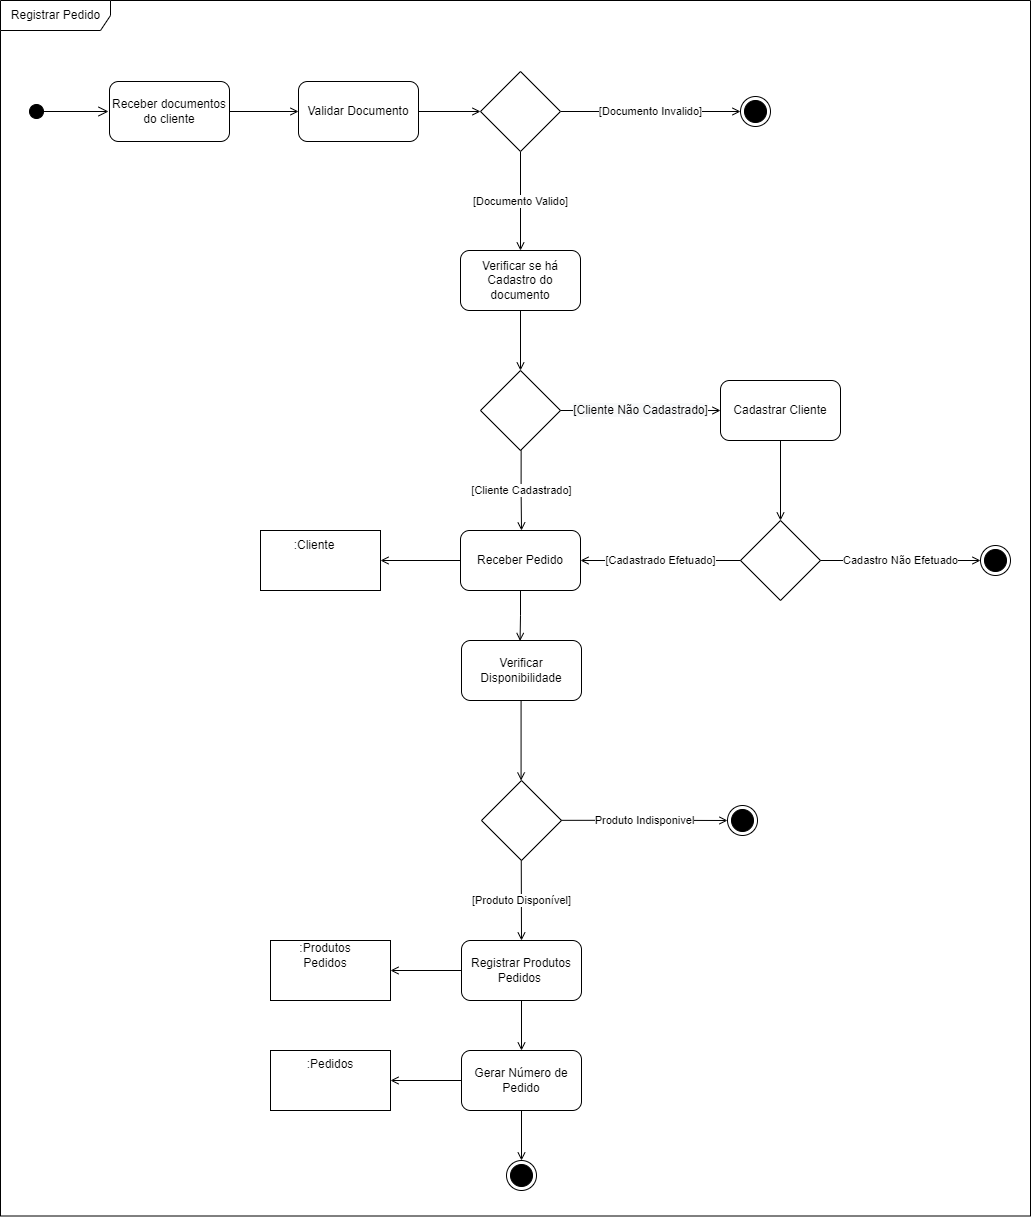 Registrar Pedido
Receber documentos
do cliente
Validar Documento
[Documento Invalido]
[Documento Valido]
Verificar se há
Cadastro do
documento
[Cliente Não Cadastrado]
Cadastrar Cliente
[Cliente Cadastrado]
:Cliente
Receber Pedido
[Cadastrado Efetuado]
Cadastro Não Efetuado
Verificar
Disponibilidade
Produto Indisponivel
[Produto Disponível]
:Produtos
Pedidos
Registrar Produtos
Pedidos
:Pedidos
Gerar Número de
Pedido